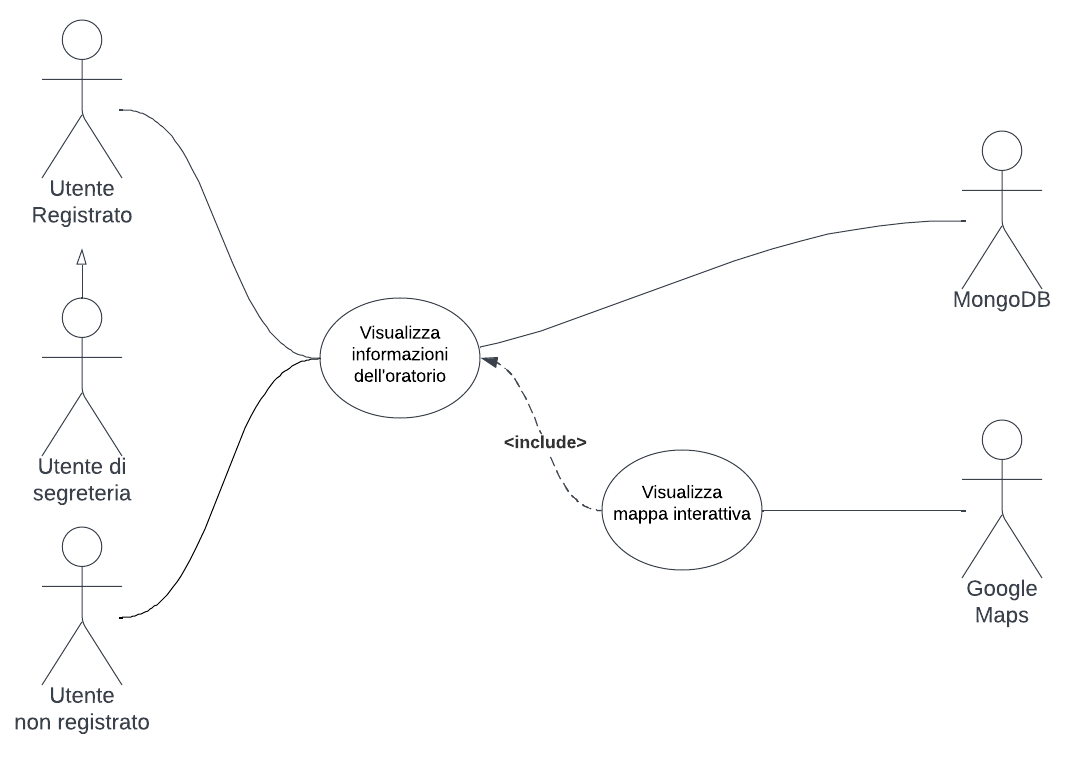 Utente
Registrato
Utente di
segreteria
Utente
non registrato
Visualizza
informazioni
dell'oratorio
<include>
Visualizza
mappa interattiva
MongoDB
Google
Maps